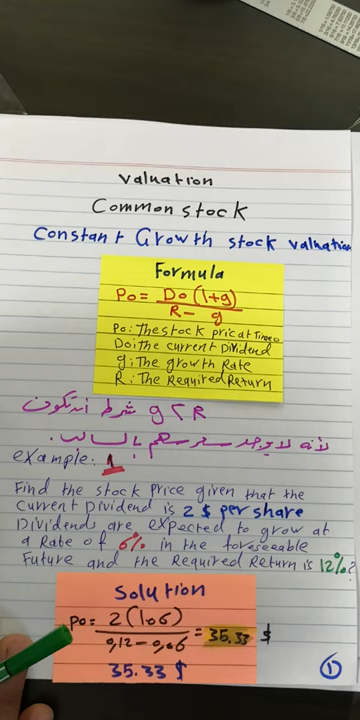 Valuation
Common stock
Constant Growth stock valuation
Formula
Po = Do (1+g)
R - g
Po: The stock pric at Time o
Do: the current Dividend
g: The growth Rate
R: The Required Return
شرط ان تكون g < R
لأنه لا يوجد سعر سهم بالسالب.
example: 1
Find the stock price given that the
current Dividend is 2 $ per share
Dividends are expected to grow at
a Rate of 6% in the foreseeable
Future and the Required Return is 12%?
Solution
Po = 2 (1.06)
0,12 - 0,06
= 35.33 $
35.33 $
1